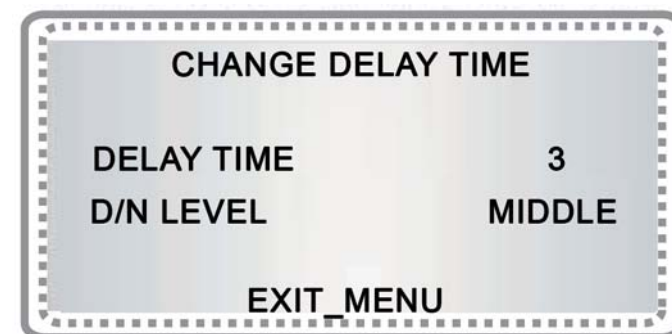 CHANGE DELAY TIME
DELAY TIME 3
D/N LEVEL MIDDLE
EXIT_MENU